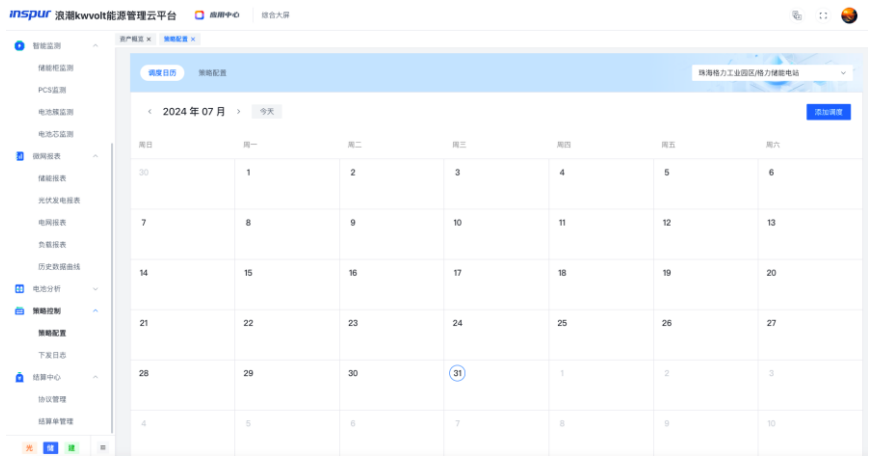 inspur 浪潮kwvolt能源管理云平台 应用中心 综合大屏
资产概览 × 策略配置 ×
智能监测
储能柜监测
PCS监测
电池簇监测
电池芯监测
微网报表
储能报表
光伏发电报表
电网报表
负载报表
历史数据曲线
电池分析
策略控制
策略配置
下发日志
结算中心
协议管理
结算单管理
光 储 建
调度日历 策略配置 珠海格力工业园区/格力储能电站
< 2024 年 07 月 > 今天 添加调度
周日 周一 周二 周三 周四 周五 周六
30 1 2 3 4 5 6
7 8 9 10 11 12 13
14 15 16 17 18 19 20
21 22 23 24 25 26 27
28 29 30 31 1 2 3
4 5 6 7 8 9 10